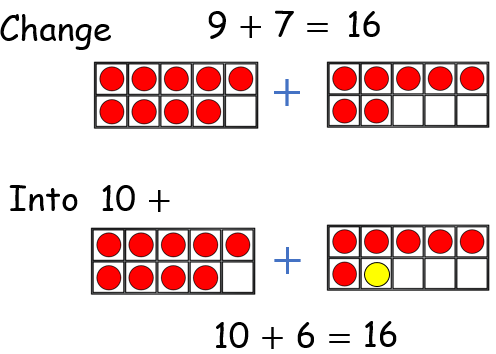 Change 9 + 7 = 16
+
Into 10 +
+
10 + 6 = 16